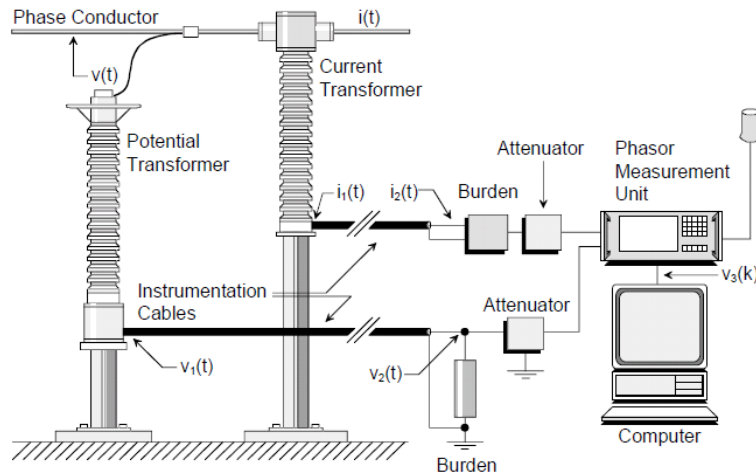 Phase Conductor
i(t)
v(t)
Current
Transformer
Potential
Transformer
Attenuator
Phasor
Measurement
Unit
i₁(t)
i₂(t)
Burden
v₃(k)
Instrumentation
Cables
Attenuator
v₁(t)
v₂(t)
Computer
Burden